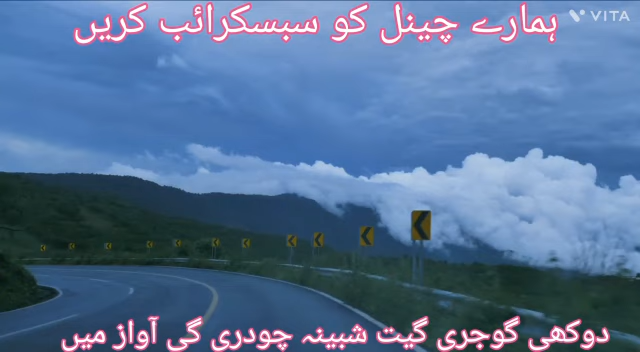 ہمارے چینل کو سبسکرائب کریں
VITA
دوکھی گوجری گیت شبینہ چودری گی آواز میں